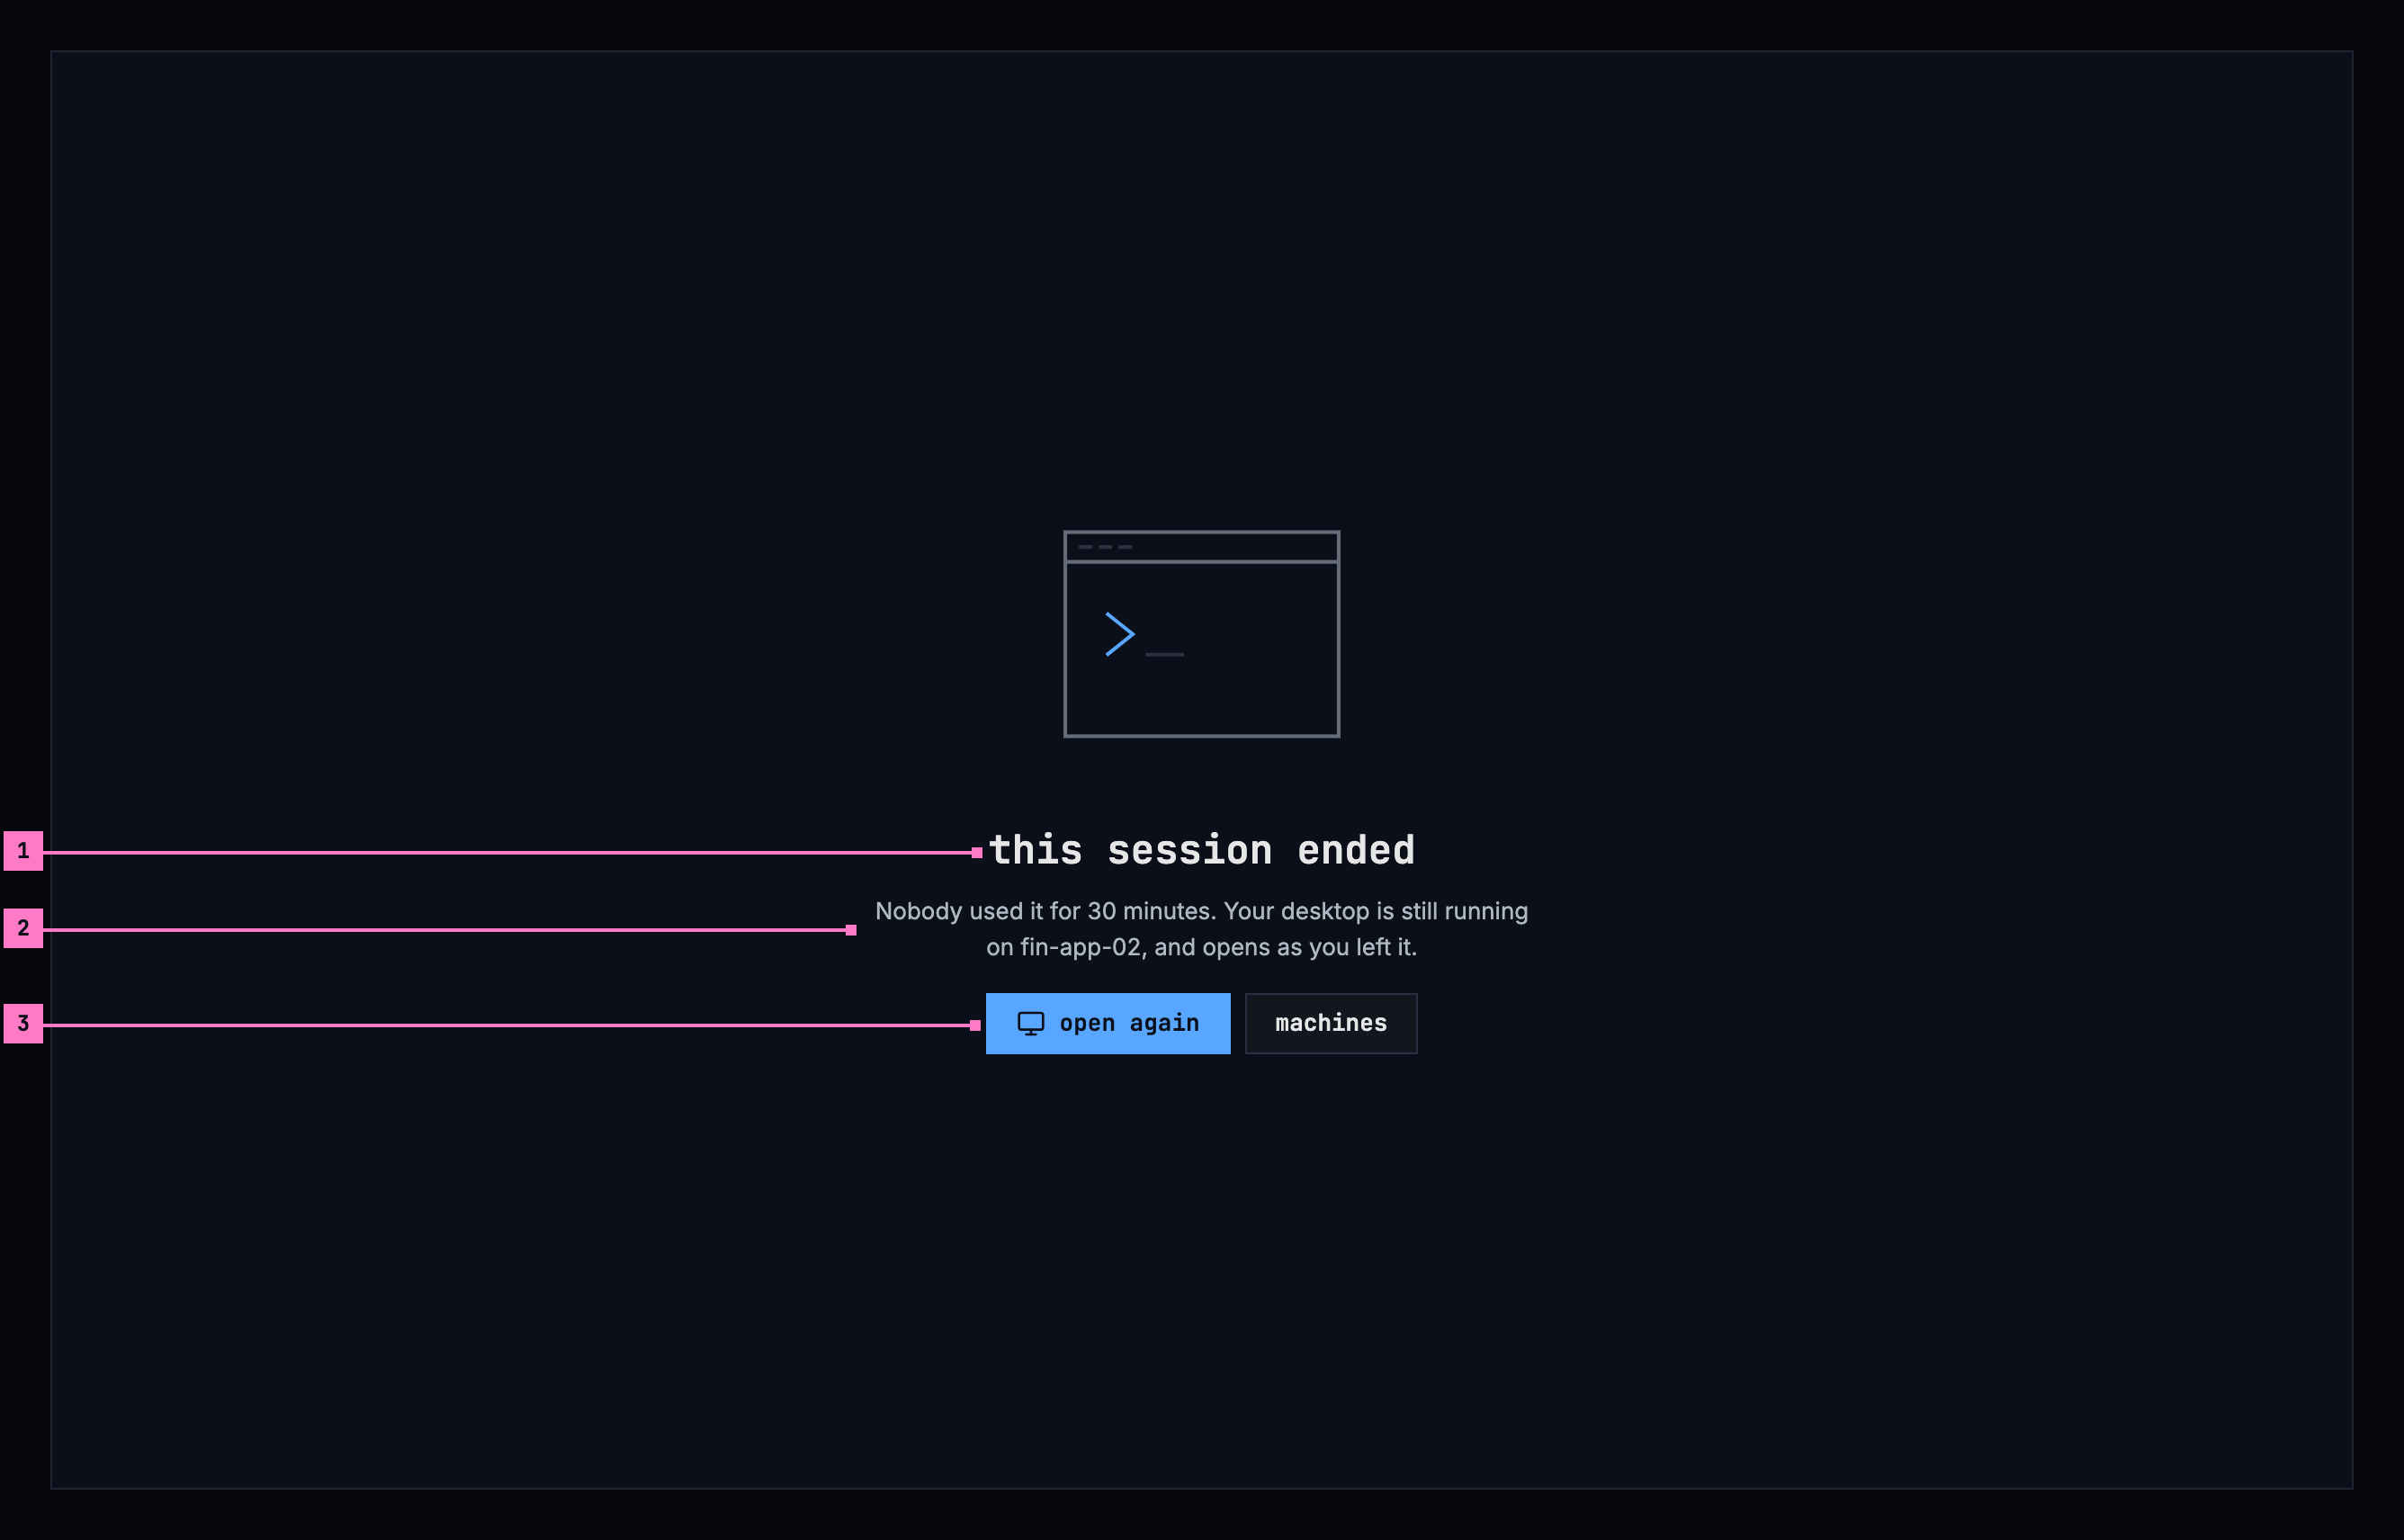 1
this session ended
2
Nobody used it for 30 minutes. Your desktop is still running
on fin-app-02, and opens as you left it.
3
open again
machines